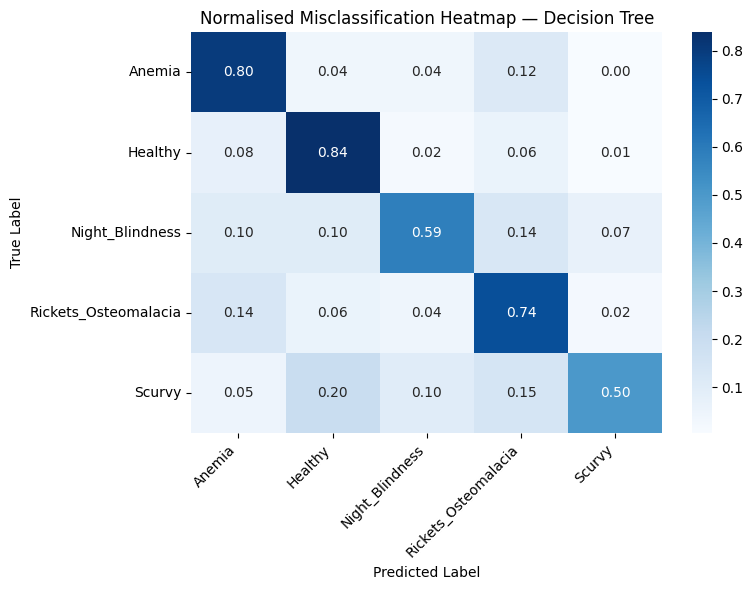 Normalised Misclassification Heatmap — Decision Tree
True Label
Anemia 0.80 0.04 0.04 0.12 0.00
Healthy 0.08 0.84 0.02 0.06 0.01
Night_Blindness 0.10 0.10 0.59 0.14 0.07
Rickets_Osteomalacia 0.14 0.06 0.04 0.74 0.02
Scurvy 0.05 0.20 0.10 0.15 0.50
Anemia Healthy Night_Blindness Rickets_Osteomalacia Scurvy
Predicted Label
0.8
0.7
0.6
0.5
0.4
0.3
0.2
0.1